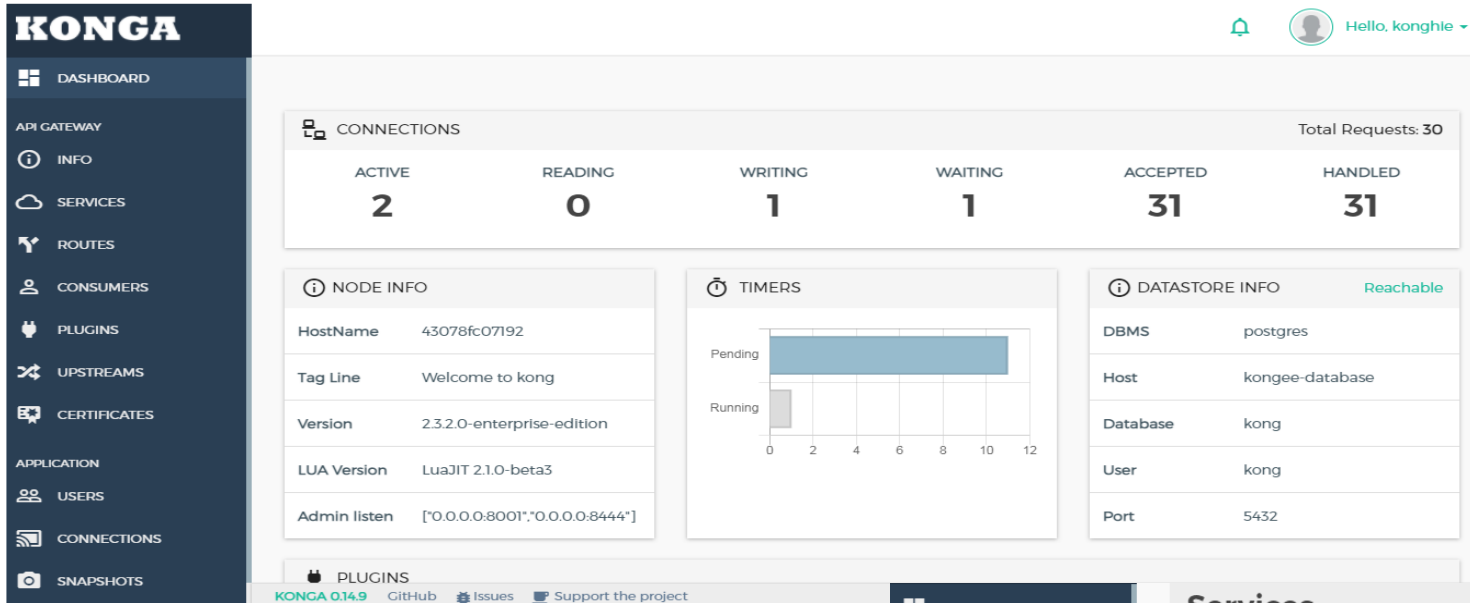 KONGA
Hello, konghie
DASHBOARD
API GATEWAY
INFO
SERVICES
ROUTES
CONSUMERS
PLUGINS
UPSTREAMS
CERTIFICATES
APPLICATION
USERS
CONNECTIONS
SNAPSHOTS
CONNECTIONS Total Requests: 30
ACTIVE READING WRITING WAITING ACCEPTED HANDLED
2 0 1 1 31 31
NODE INFO
HostName 43078fc07192
Tag Line Welcome to kong
Version 2.3.2.0-enterprise-edition
LUA Version LuaJIT 2.1.0-beta3
Admin listen ["0.0.0.0:8001","0.0.0.0:8444"]
TIMERS
Pending
Running
0 2 4 6 8 10 12
DATASTORE INFO Reachable
DBMS postgres
Host kongee-database
Database kong
User kong
Port 5432
PLUGINS
KONGA 0.14.9 GitHub Issues Support the project
Services